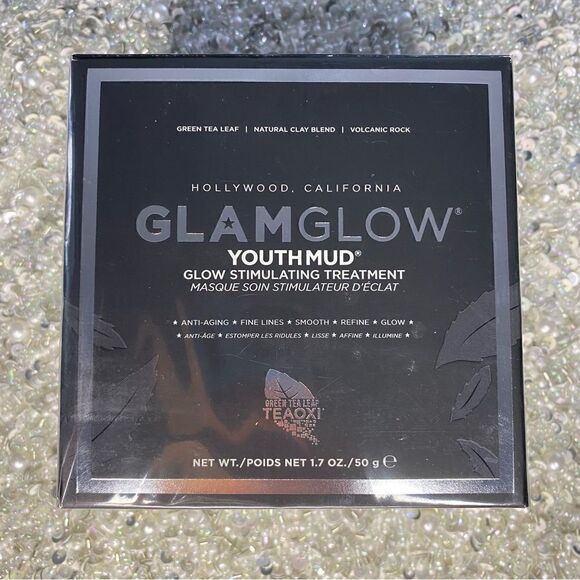 GREEN TEA LEAF | NATURAL CLAY BLEND | VOLCANIC ROCK
HOLLYWOOD, CALIFORNIA
GLAMGLOW®
YOUTHMUD®
GLOW STIMULATING TREATMENT
MASQUE SOIN STIMULATEUR D'ÉCLAT
★ ANTI-AGING ★ FINE LINES ★ SMOOTH ★ REFINE ★ GLOW ★
★ ANTI-ÂGE ★ ESTOMPER LES RIDULES ★ LISSE ★ AFFINE ★ ILLUMINE ★
GREEN TEA LEAF
TEAOXI
NET WT./POIDS NET 1.7 OZ./50 g ℮